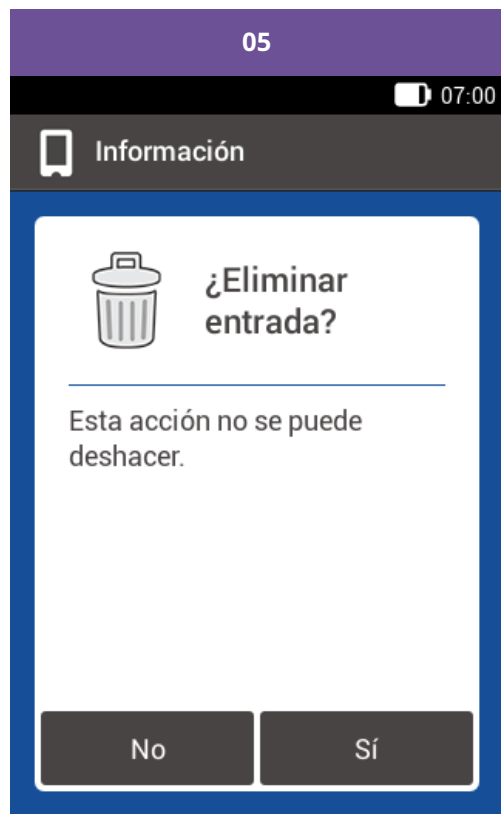 05
07:00
Información
¿Eliminar
entrada?
Esta acción no se puede
deshacer.
No
Sí